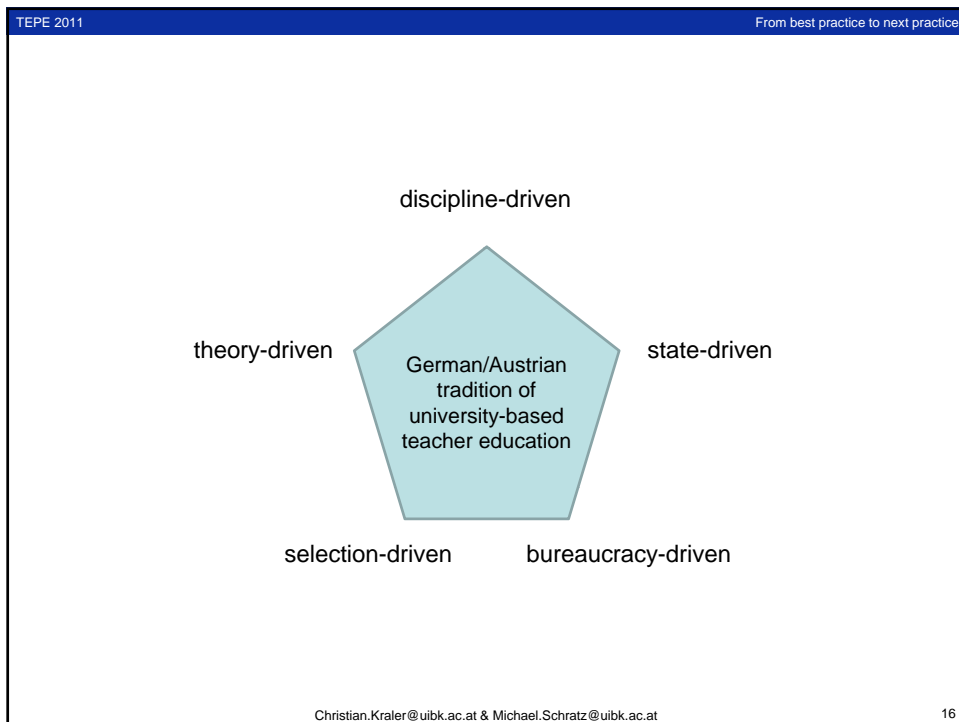 TEPE 2011
From best practice to next practice
discipline-driven
theory-driven
state-driven
German/Austrian
tradition of
university-based
teacher education
selection-driven
bureaucracy-driven
Christian.Kraler@uibk.ac.at & Michael.Schratz@uibk.ac.at
16